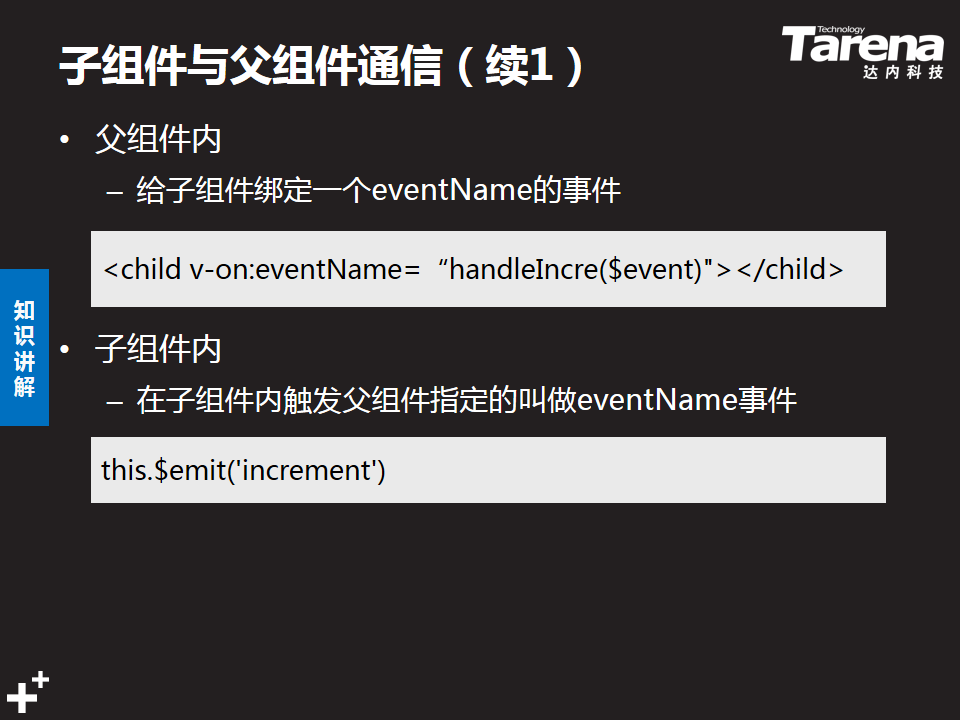 子组件与父组件通信（续1）
Technology
Tarena
达内科技
• 父组件内
– 给子组件绑定一个eventName的事件
<child v-on:eventName=“handleIncre($event)"></child>
知识讲解
• 子组件内
– 在子组件内触发父组件指定的叫做eventName事件
this.$emit('increment')